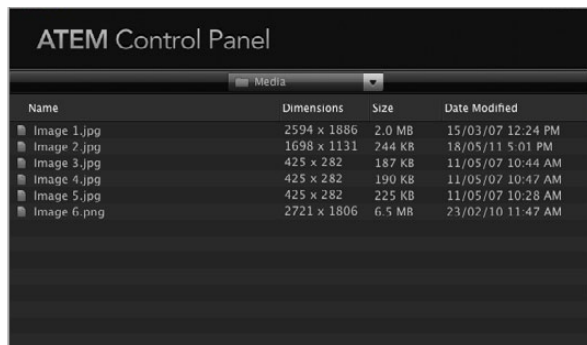 ATEM Control Panel
Media
Name Dimensions Size Date Modified
Image 1.jpg 2594 x 1886 2.0 MB 15/03/07 12:24 PM
Image 2.jpg 1698 x 1131 244 KB 18/05/11 5:01 PM
Image 3.jpg 425 x 282 187 KB 11/05/07 10:44 AM
Image 4.jpg 425 x 282 190 KB 11/05/07 10:47 AM
Image 5.jpg 425 x 282 225 KB 11/05/07 10:28 AM
Image 6.png 2721 x 1806 6.5 MB 23/02/10 11:47 AM